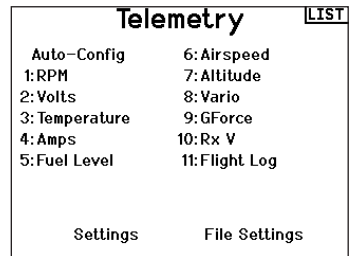 Telemetry
LIST
Auto-Config
1:RPM
2:Volts
3:Temperature
4:Amps
5:Fuel Level
6:Airspeed
7:Altitude
8:Vario
9:GForce
10:Rx V
11:Flight Log
Settings
File Settings